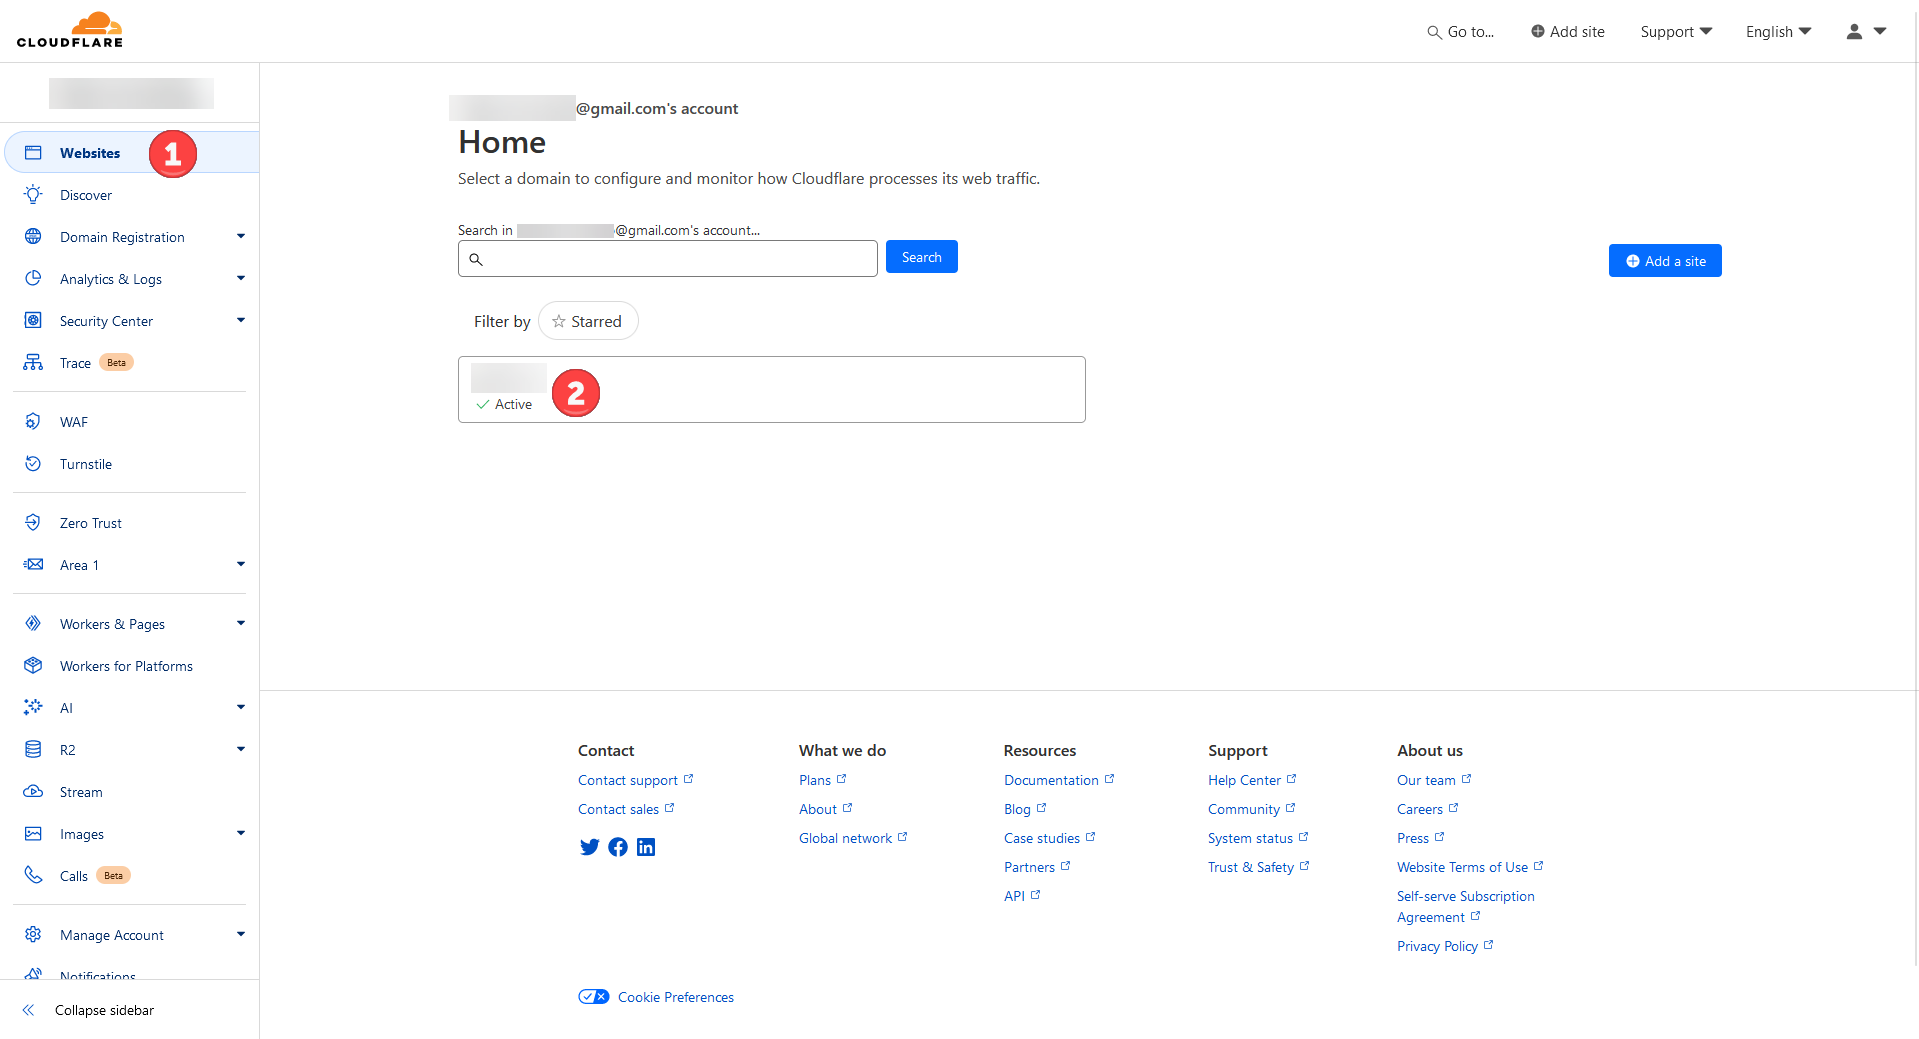 CLOUDFLARE
Go to...
Add site
Support
English
Websites
1
Discover
Domain Registration
Analytics & Logs
Security Center
Trace Beta
WAF
Turnstile
Zero Trust
Area 1
Workers & Pages
Workers for Platforms
AI
R2
Stream
Images
Calls Beta
Manage Account
Notifications
Collapse sidebar
@gmail.com's account
Home
Select a domain to configure and monitor how Cloudflare processes its web traffic.
Search in @gmail.com's account...
Search
Add a site
Filter by Starred
Active
2
Contact
Contact support
Contact sales
What we do
Plans
About
Global network
Resources
Documentation
Blog
Case studies
Partners
API
Support
Help Center
Community
System status
Trust & Safety
About us
Our team
Careers
Press
Website Terms of Use
Self-serve Subscription
Agreement
Privacy Policy
Cookie Preferences